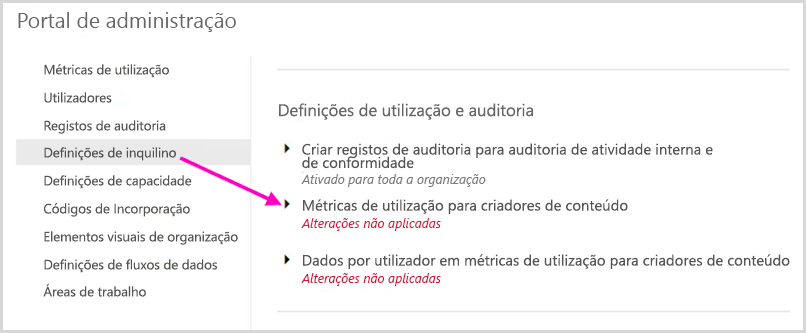 Portal de administração
Métricas de utilização
Utilizadores
Registos de auditoria
Definições de inquilino
Definições de capacidade
Códigos de Incorporação
Elementos visuais de organização
Definições de fluxos de dados
Áreas de trabalho
Definições de utilização e auditoria
Criar registos de auditoria para auditoria de atividade interna e
de conformidade
Ativado para toda a organização
Métricas de utilização para criadores de conteúdo
Alterações não aplicadas
Dados por utilizador em métricas de utilização para criadores de conteúdo
Alterações não aplicadas